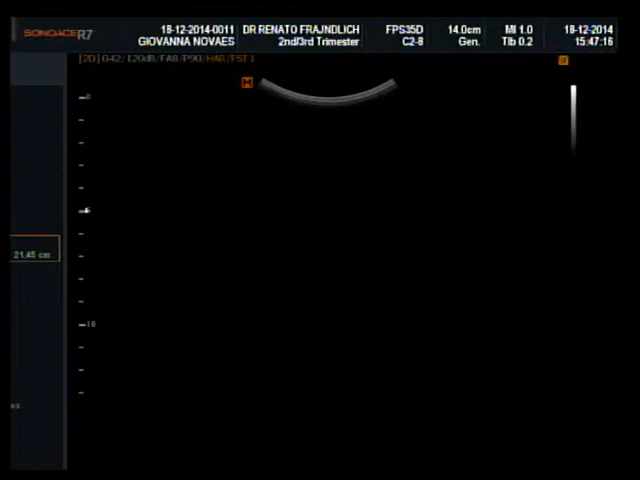 SONOACE R7
18-12-2014-0011 DR RENATO FRAJNDLICH FPS35D 14.0cm MI 1.0 18-12-2014
GIOVANNA NOVAES 2nd/3rd Trimester C2-8 Gen. TIb 0.2 15:47:16
[2D] G42/120dB/FA8/P90/HAR/FSI 1
M
0
5
21.45 cm
10